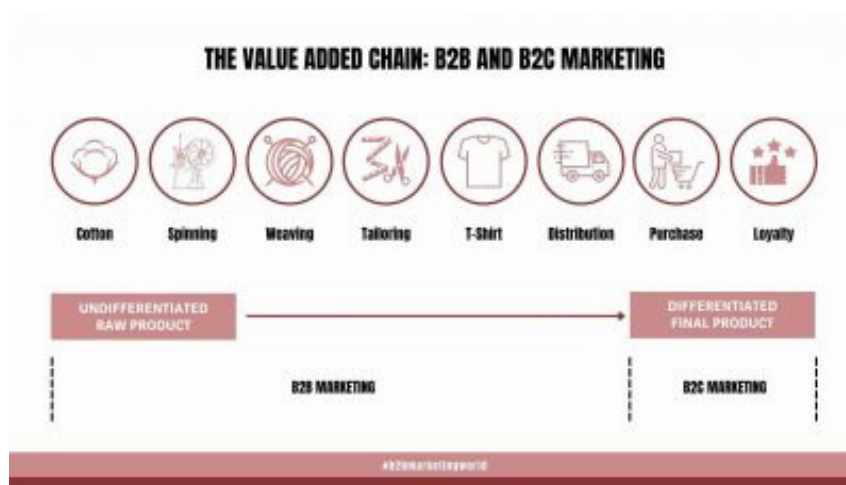 THE VALUE ADDED CHAIN: B2B AND B2C MARKETING
Cotton Spinning Weaving Tailoring T-Shirt Distribution Purchase Loyalty
UNDIFFERENTIATED
RAW PRODUCT
DIFFERENTIATED
FINAL PRODUCT
B2B MARKETING
B2C MARKETING
#b2bmarketingworld